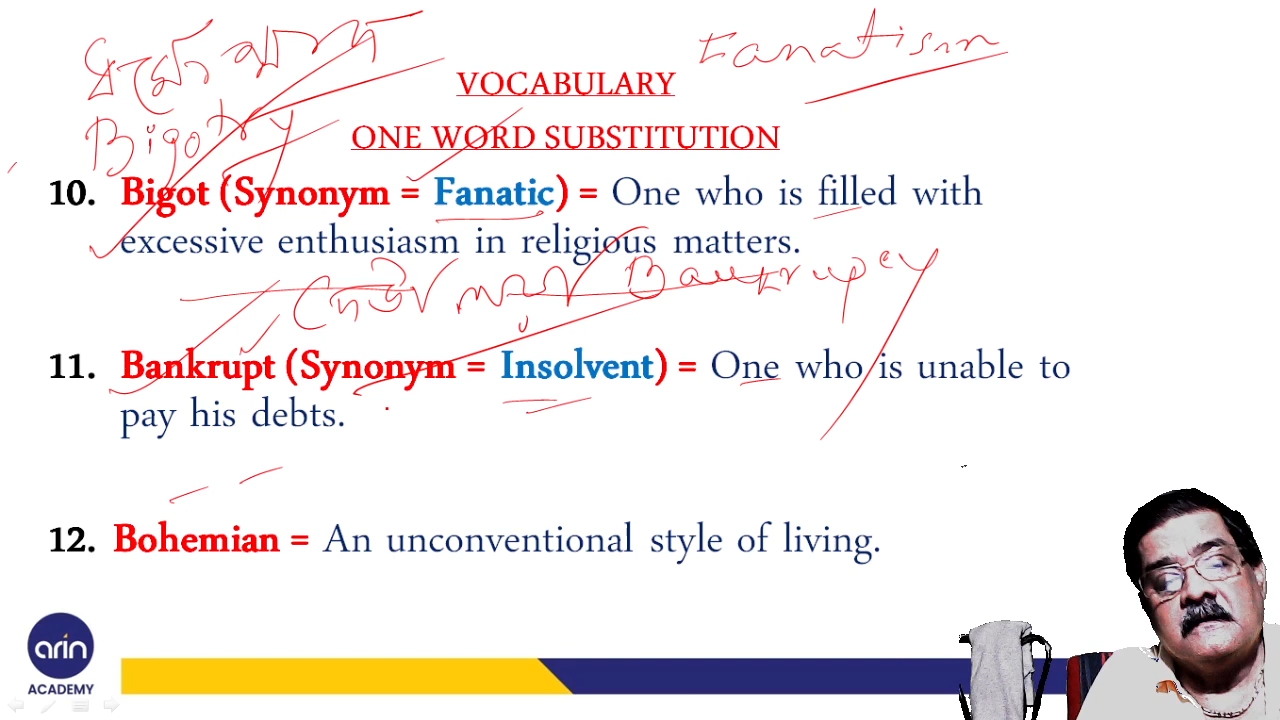 ধর্মোন্মাদ
Fanatism
VOCABULARY
Bigotry
ONE WORD SUBSTITUTION
10. Bigot (Synonym = Fanatic) = One who is filled with
excessive enthusiasm in religious matters.
Bankrupcy
11. Bankrupt (Synonym = Insolvent) = One who is unable to
pay his debts.
12. Bohemian = An unconventional style of living.
arin
ACADEMY